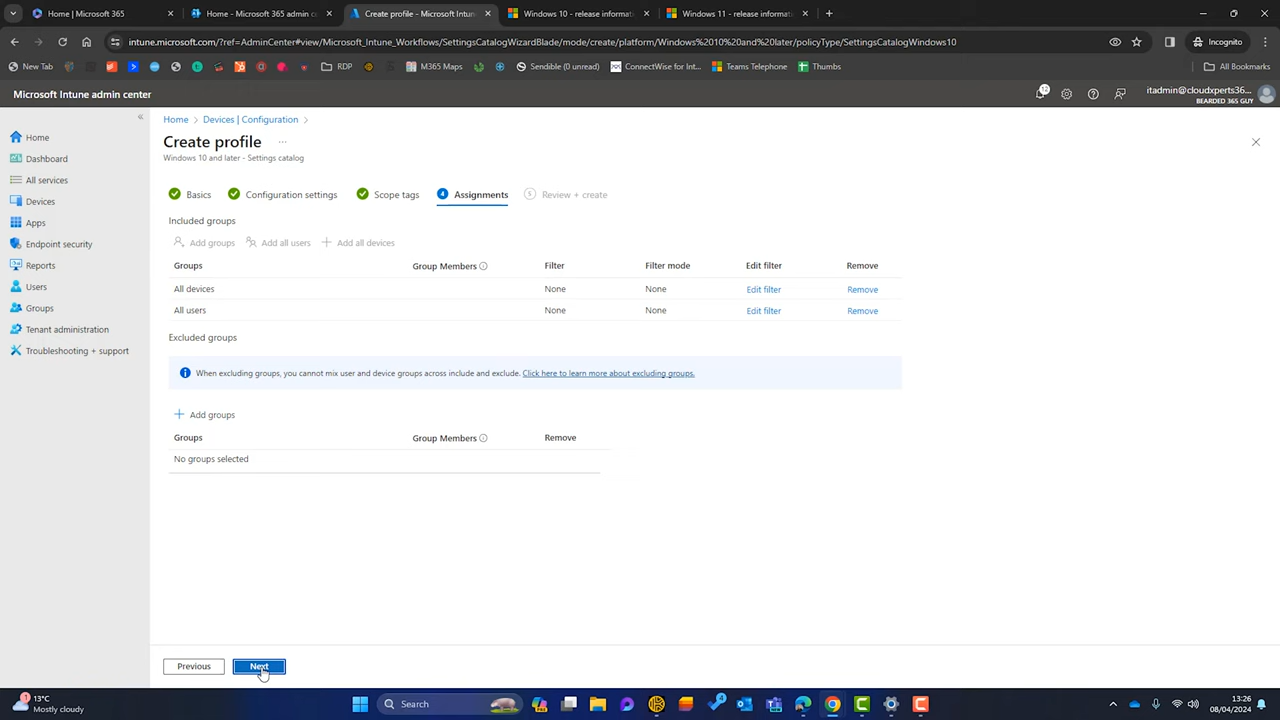 Home | Microsoft 365
Home - Microsoft 365 admin ce
Create profile - Microsoft Intune
Windows 10 - release informati
Windows 11 - release informati
intune.microsoft.com/?ref=AdminCenter#view/Microsoft_Intune_Workflows/SettingsCatalogWizardBlade/mode/create/platform/Windows%2010%20and%20later/policyType/SettingsCatalogWindows10
Incognito
New Tab
RDP
M365 Maps
Sendible (0 unread)
ConnectWise for Int...
Teams Telephone
Thumbs
All Bookmarks
Microsoft Intune admin center
12
itadmin@cloudxperts36...
BEARDED 365 GUY
Home
Dashboard
All services
Devices
Apps
Endpoint security
Reports
Users
Groups
Tenant administration
Troubleshooting + support
«
Home > Devices | Configuration >
Create profile ...
Windows 10 and later - Settings catalog
Basics Configuration settings Scope tags 4 Assignments 5 Review + create
Included groups
Add groups Add all users + Add all devices
Groups Group Members Filter Filter mode Edit filter Remove
All devices None None Edit filter Remove
All users None None Edit filter Remove
Excluded groups
When excluding groups, you cannot mix user and device groups across include and exclude. Click here to learn more about excluding groups.
+ Add groups
Groups Group Members Remove
No groups selected
Previous Next
13°C
Mostly cloudy
Search
13:26
08/04/2024